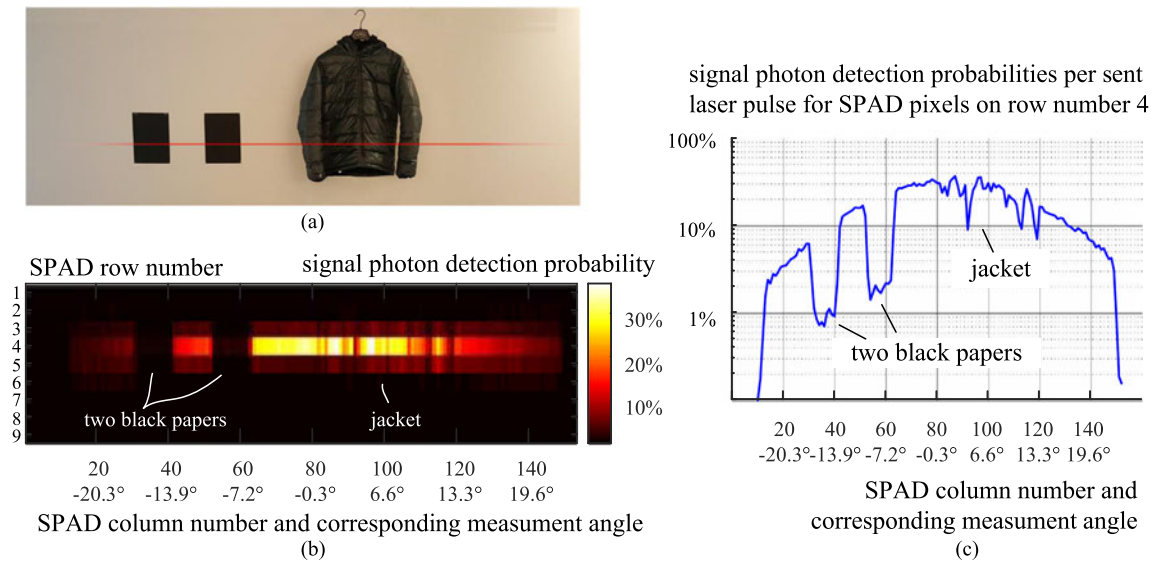 (a)
SPAD row number
signal photon detection probability
1
2
3
4
5
6
7
8
9
30%
20%
10%
two black papers
jacket
20 40 60 80 100 120 140
-20.3° -13.9° -7.2° -0.3° 6.6° 13.3° 19.6°
SPAD column number and corresponding measument angle
(b)
signal photon detection probabilities per sent
laser pulse for SPAD pixels on row number 4
100%
10%
1%
jacket
two black papers
20 40 60 80 100 120 140
-20.3° -13.9° -7.2° -0.3° 6.6° 13.3° 19.6°
SPAD column number and
corresponding measument angle
(c)